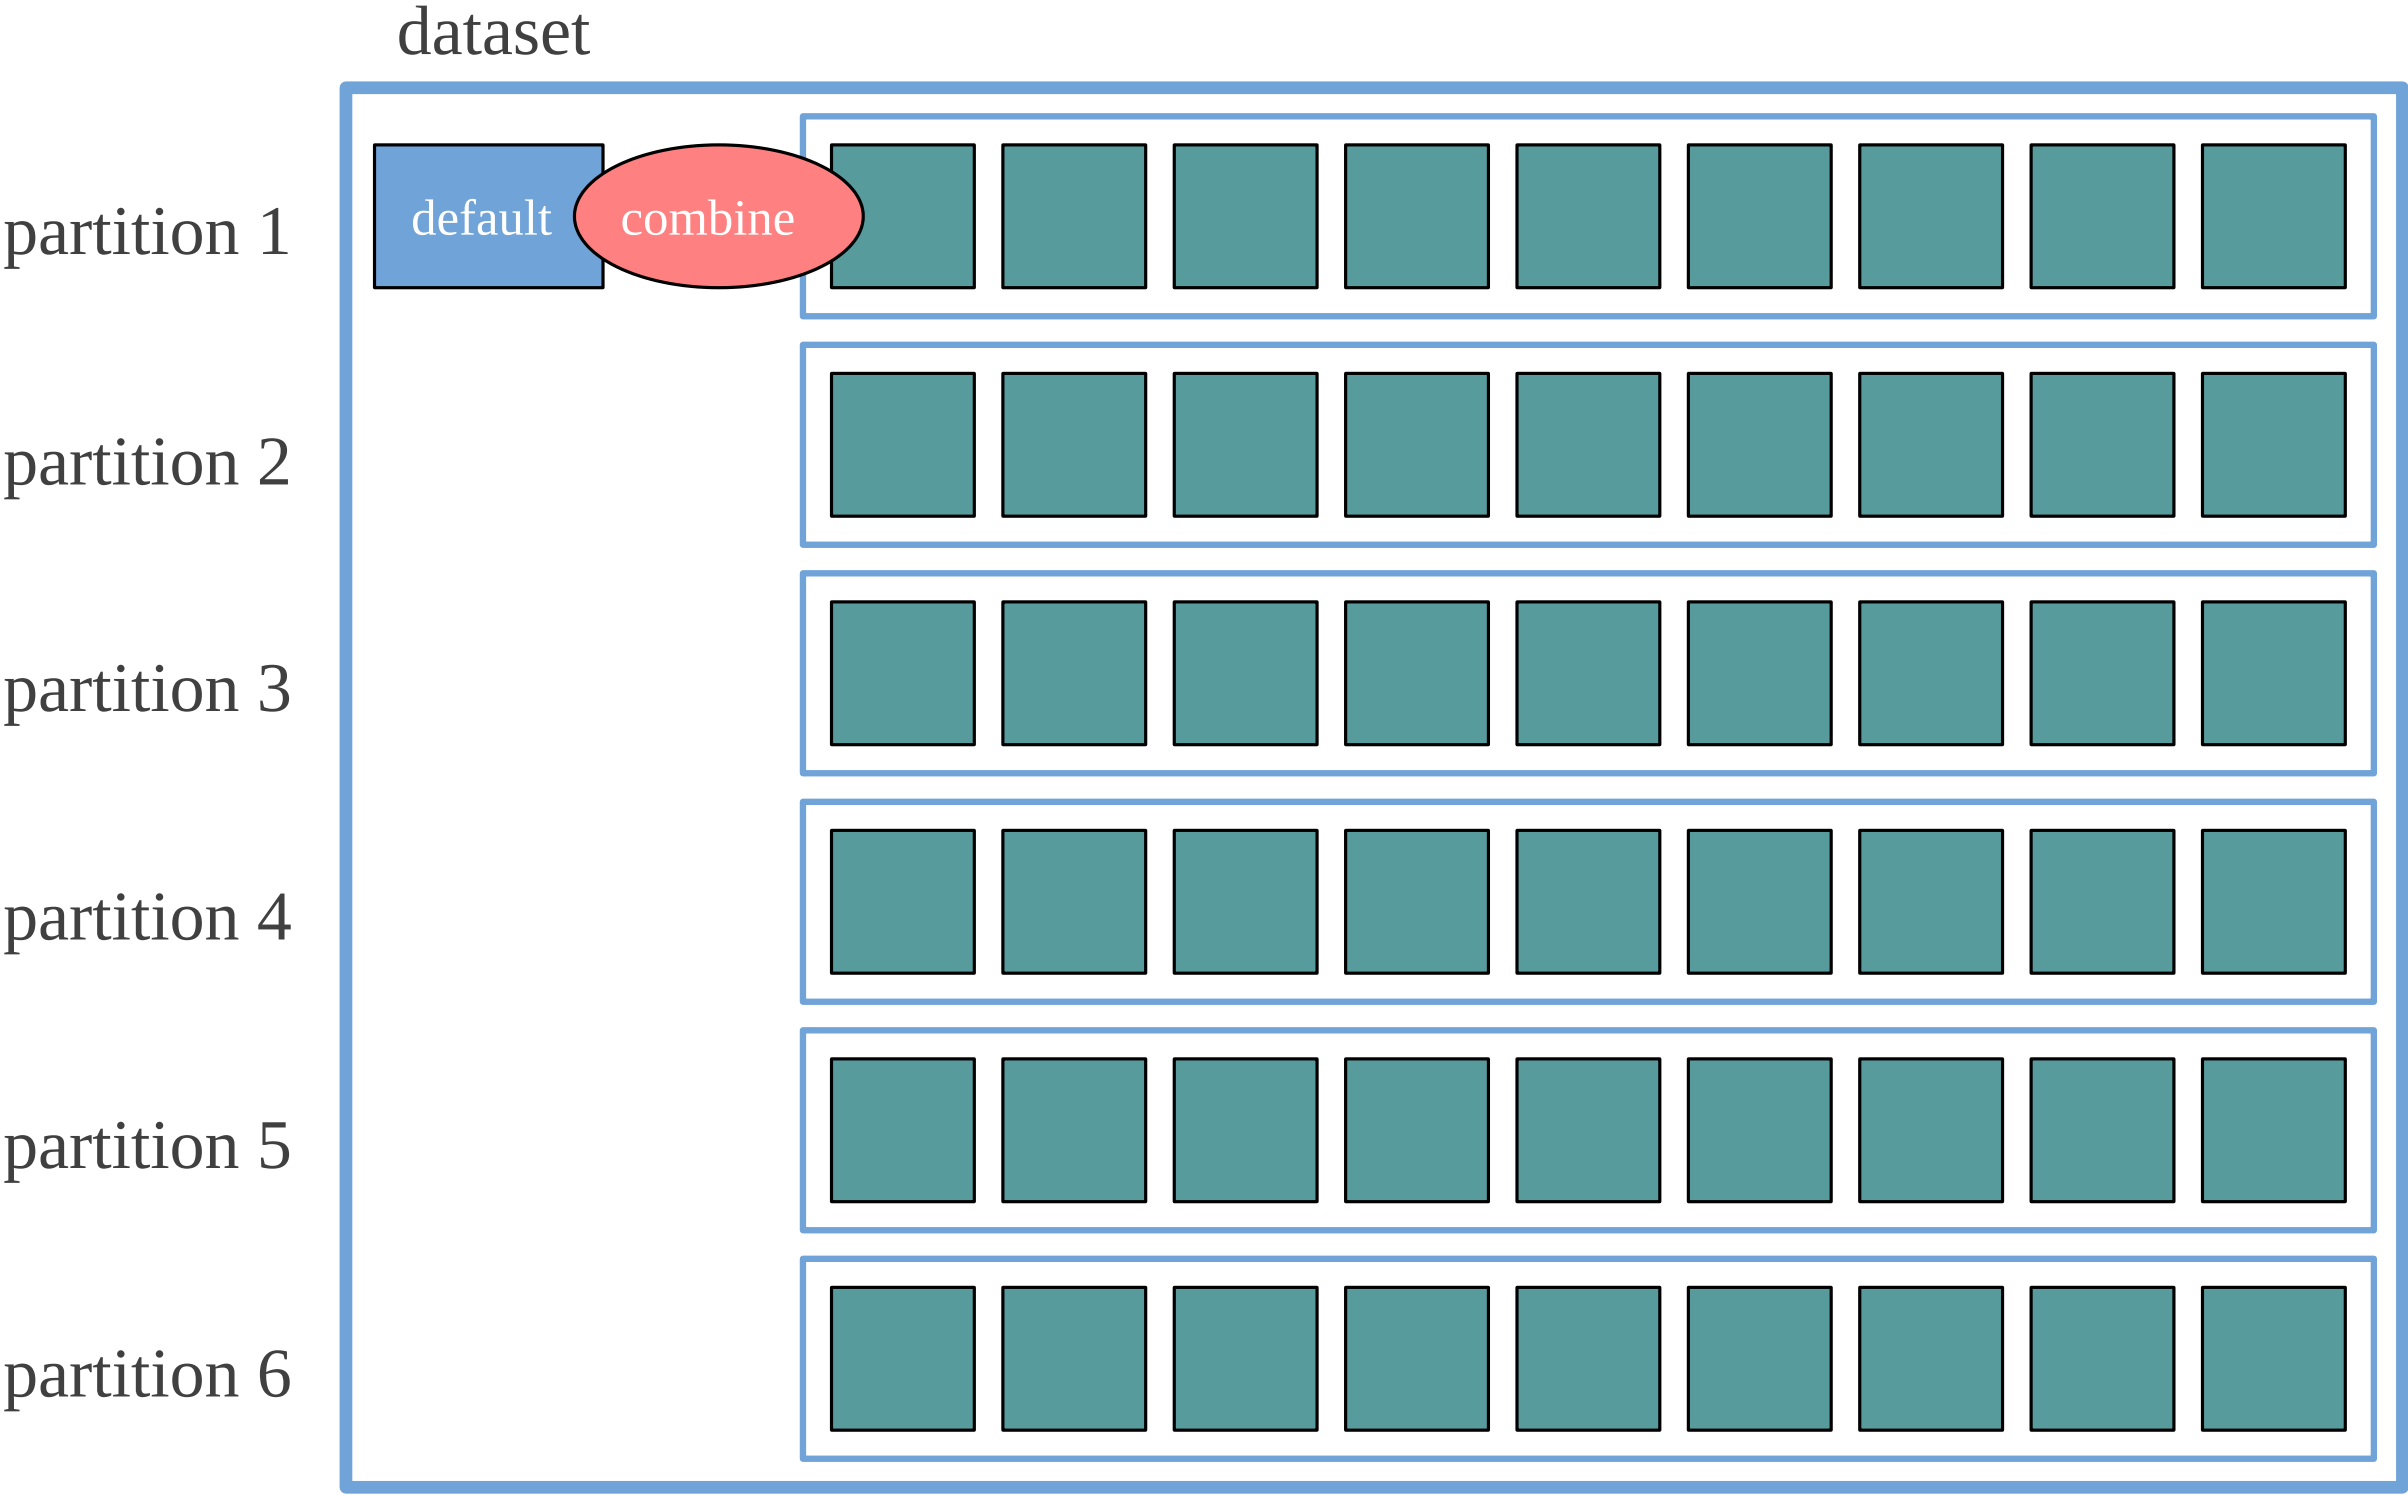 dataset
partition 1
default
combine
partition 2
partition 3
partition 4
partition 5
partition 6